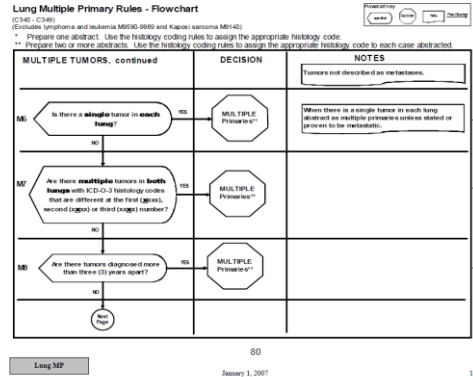 Lung Multiple Primary Rules - Flowchart
(C340 - C349)
(Excludes lymphoma and leukemia M9590-9989 and Kaposi sarcoma M9140)
* Prepare one abstract. Use the histology coding rules to assign the appropriate histology code.
** Prepare two or more abstracts. Use the histology coding rules to assign the appropriate histology code to each case abstracted.
Flowchart Key
MULTIPLE TUMORS, continued
DECISION
NOTES
Tumors not described as metastases.
M6
Is there a single tumor in each
lung?
YES
MULTIPLE
Primaries**
When there is a single tumor in each lung
abstract as multiple primaries unless stated or
proven to be metastatic.
NO
M7
Are there multiple tumors in both
lungs with ICD-O-3 histology codes
that are different at the first (xxxx),
second (xxxx) or third (xxxx) number?
YES
MULTIPLE
Primaries**
NO
M8
Are there tumors diagnosed more
than three (3) years apart?
YES
MULTIPLE
Primaries**
NO
Next
Page
80
Lung MP
January 1, 2007
1